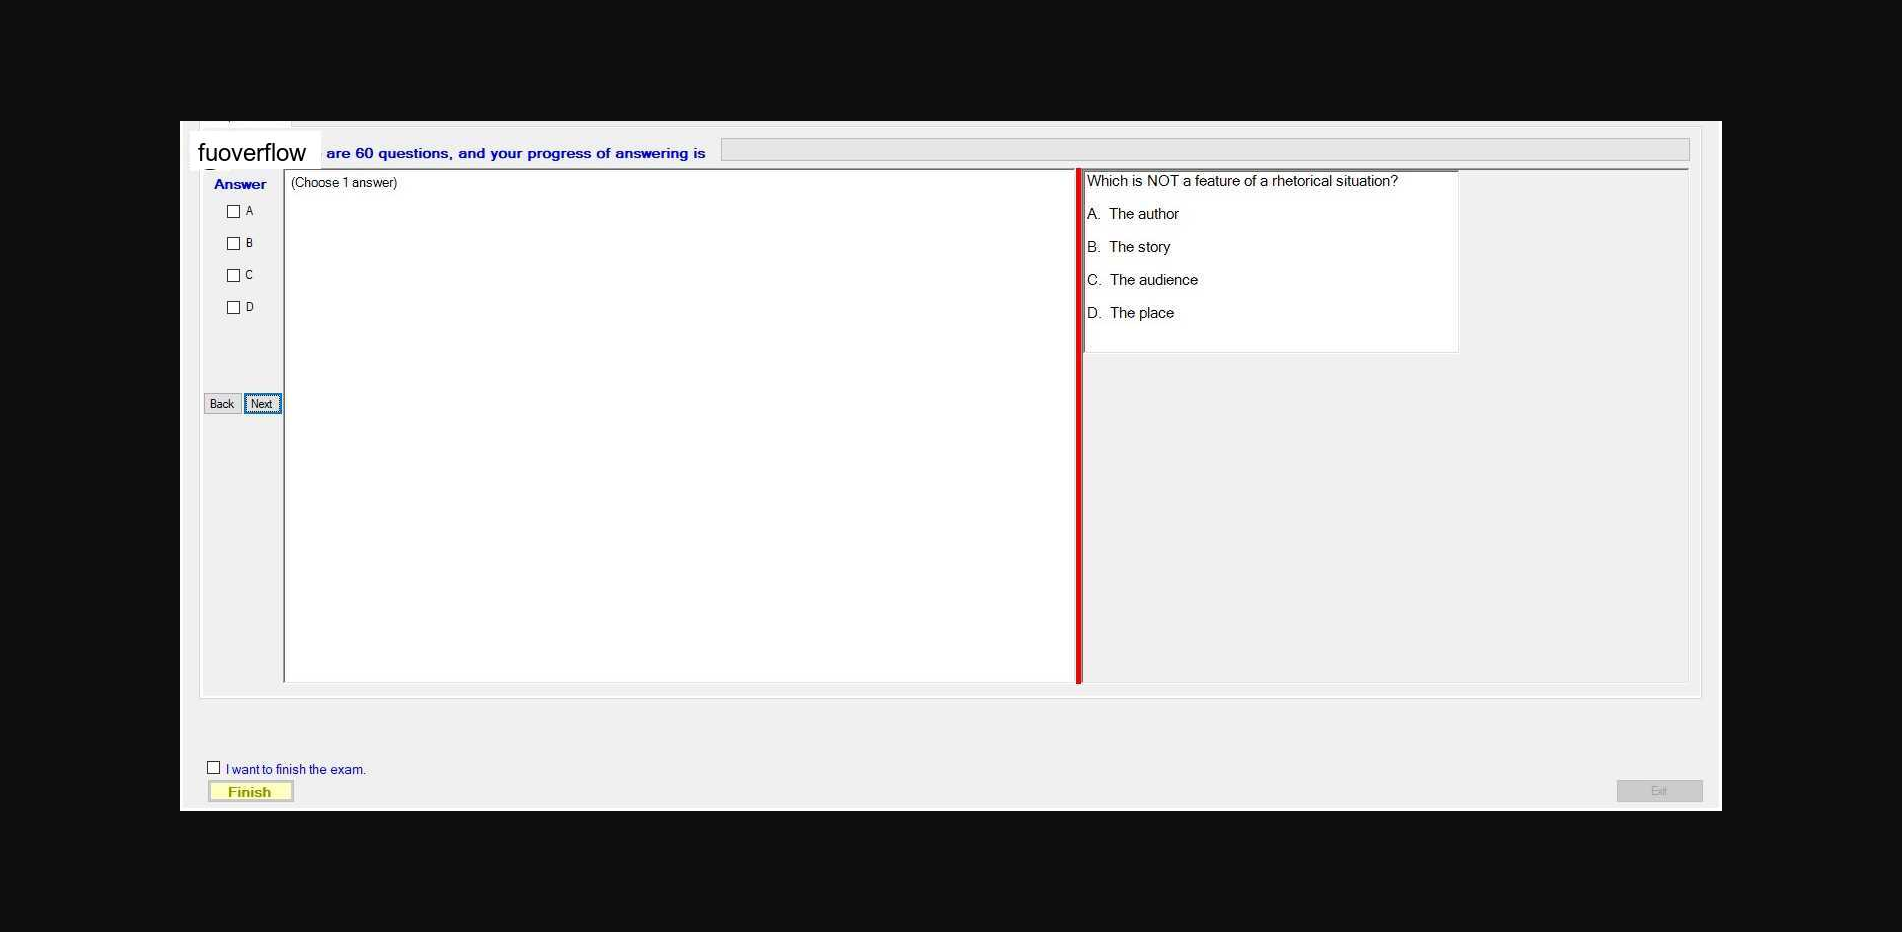 fuoverflow are 60 questions, and your progress of answering is
Answer
A
B
C
D
Back Next
(Choose 1 answer)
Which is NOT a feature of a rhetorical situation?
A. The author
B. The story
C. The audience
D. The place
I want to finish the exam.
Finish
Exit